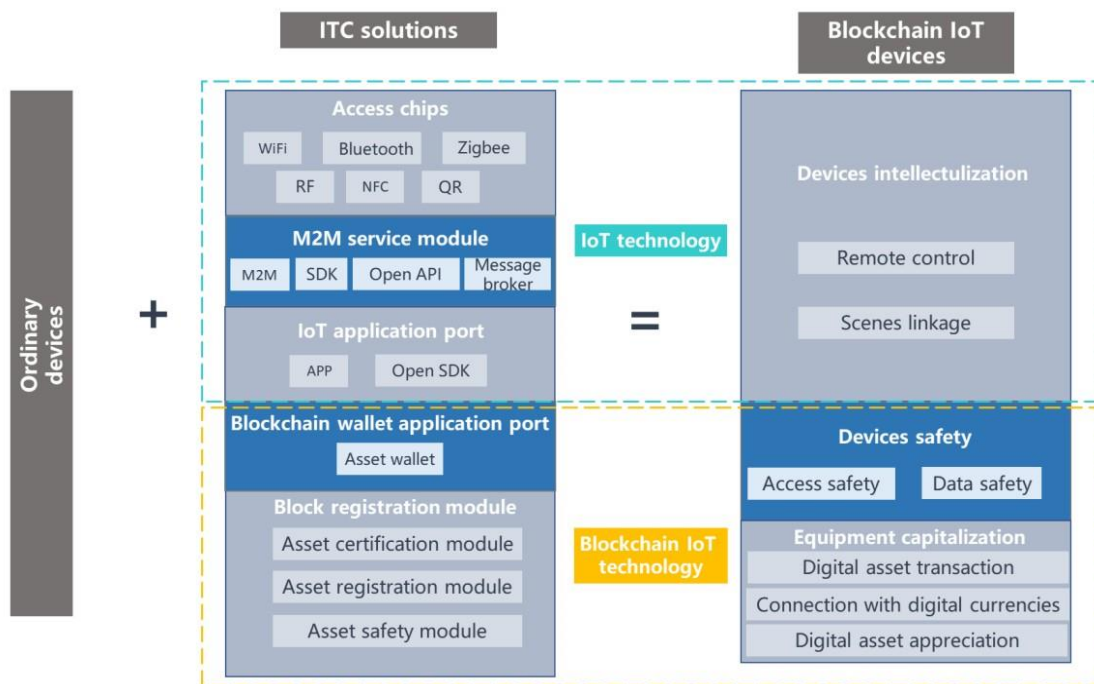 ITC solutions
Blockchain IoT
devices
Ordinary
devices
+
Access chips
WiFi
Bluetooth
Zigbee
RF
NFC
QR
M2M service module
M2M
SDK
Open API
Message
broker
IoT application port
APP
Open SDK
Blockchain wallet application port
Asset wallet
Block registration module
Asset certification module
Asset registration module
Asset safety module
IoT technology
=
Blockchain IoT
technology
Devices intellectulization
Remote control
Scenes linkage
Devices safety
Access safety
Data safety
Equipment capitalization
Digital asset transaction
Connection with digital currencies
Digital asset appreciation